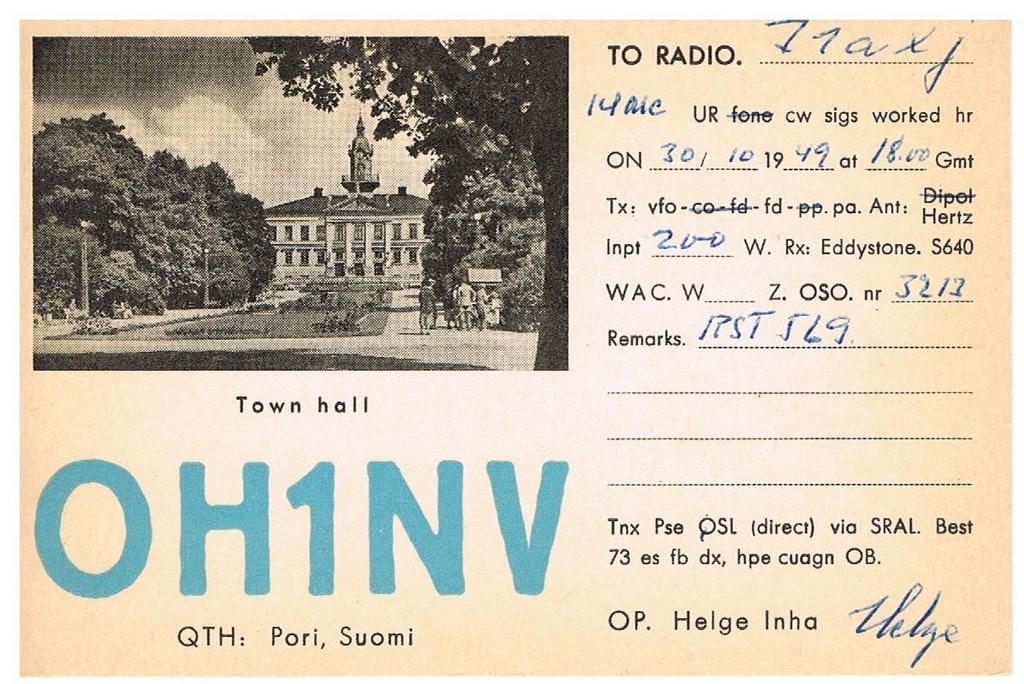 Town hall
OH1NV
QTH: Pori, Suomi
TO RADIO. I1axj
14 Mc UR fone cw sigs worked hr
ON 30/ 10 1949 at 18.00 Gmt
Tx: vfo-co-fd-fd-pp. pa. Ant: Dipol
Hertz
Inpt 200 W. Rx: Eddystone. S640
WAC. W...... Z. OSO. nr 3213
Remarks. RST 569.
Tnx Pse QSL (direct) via SRAL. Best
73 es fb dx, hpe cuagn OB.
OP. Helge Inha Helge